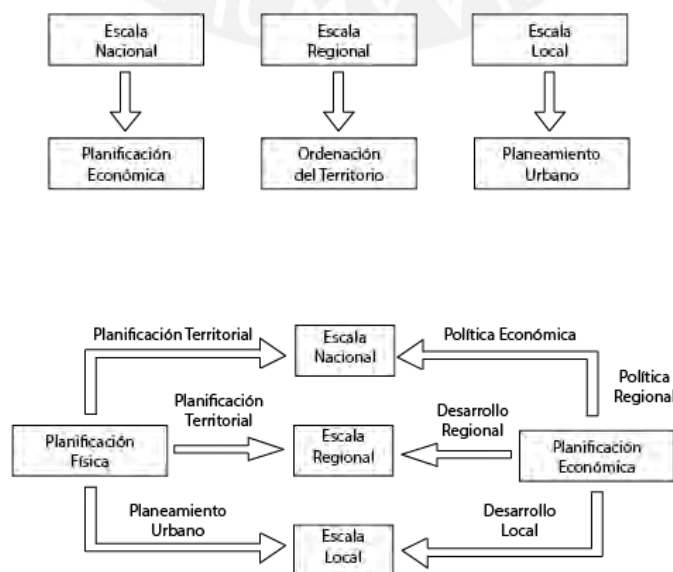 Escala
Nacional
Escala
Regional
Escala
Local
Planificación
Económica
Ordenación
del Territorio
Planeamiento
Urbano
Planificación Territorial
Escala
Nacional
Política Económica
Política
Regional
Planificación
Territorial
Desarrollo
Regional
Planificación
Física
Escala
Regional
Planificación
Económica
Planeamiento
Urbano
Desarrollo
Local
Escala
Local